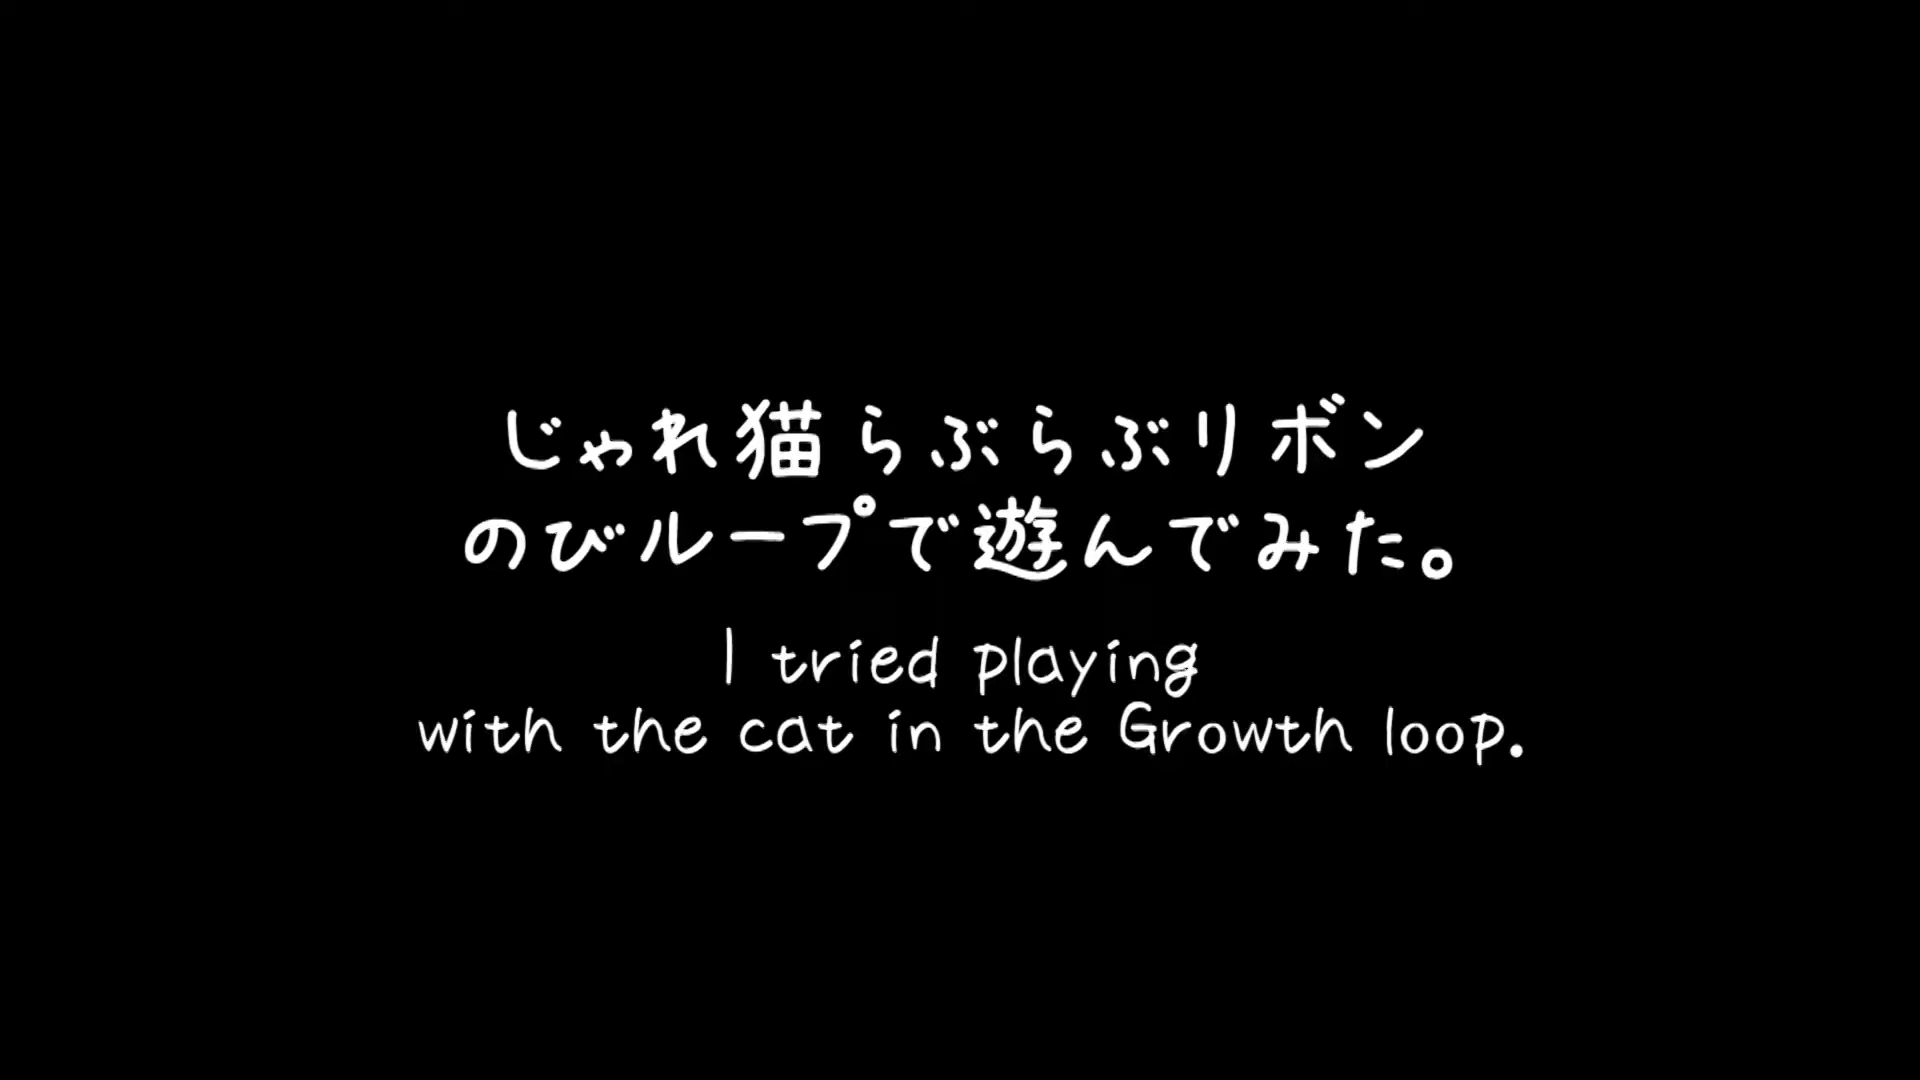 じゃれ猫らぶらぶリボン
のびループで遊んでみた。
I tried playing
with the cat in the Growth loop.